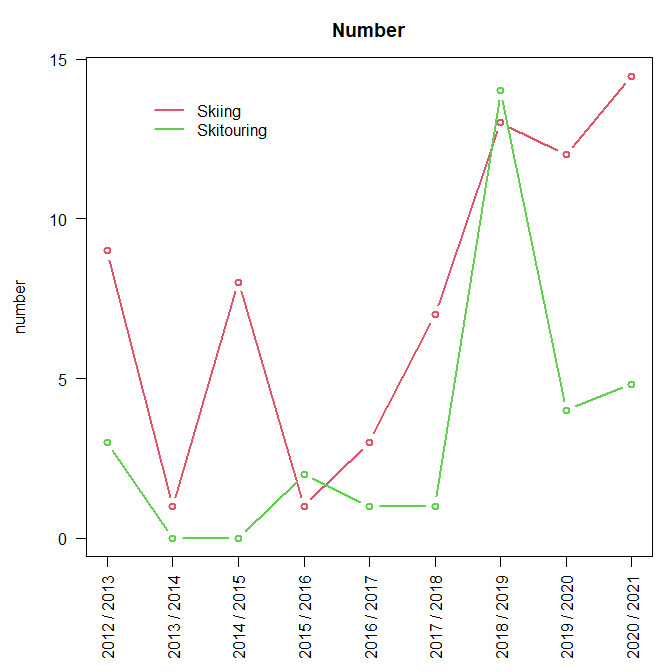 Number
15
10
5
0
number
Skiing
Skitouring
2012 / 2013
2013 / 2014
2014 / 2015
2015 / 2016
2016 / 2017
2017 / 2018
2018 / 2019
2019 / 2020
2020 / 2021